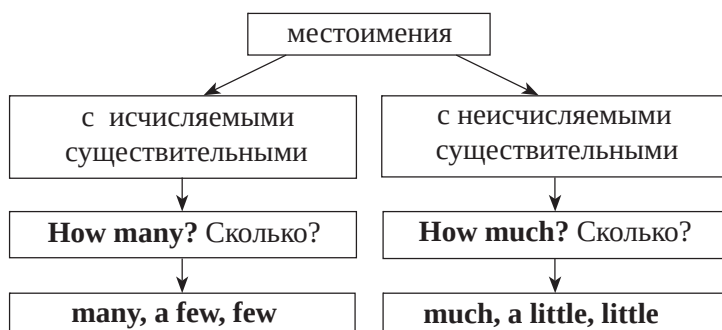 местоимения
с исчисляемыми
существительными
How many? Сколько?
many, a few, few
с неисчисляемыми
существительными
How much? Сколько?
much, a little, little